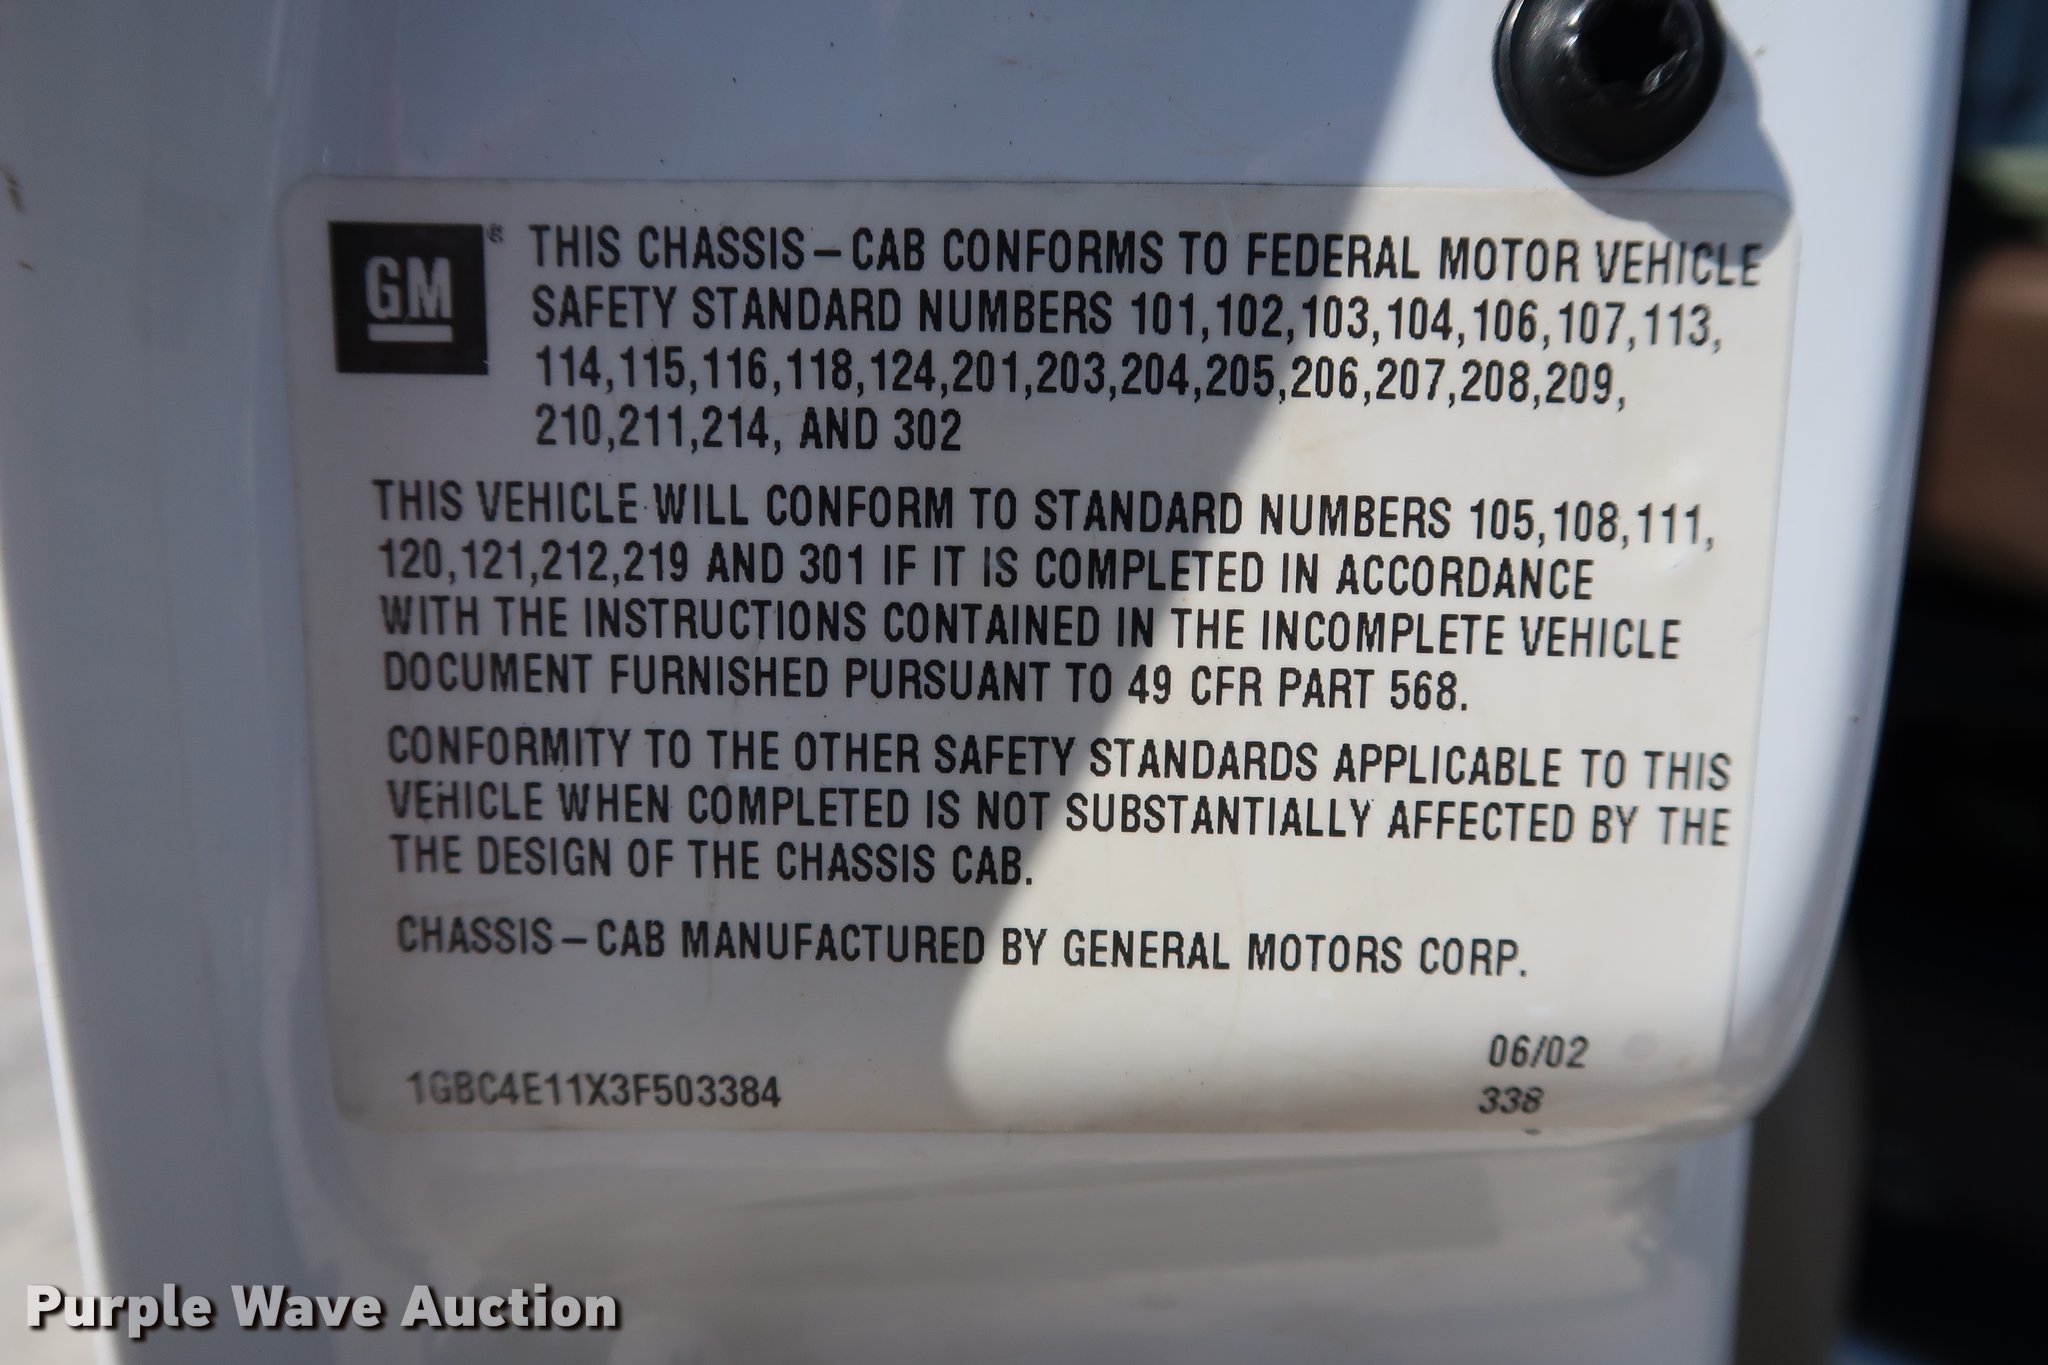 GM® THIS CHASSIS–CAB CONFORMS TO FEDERAL MOTOR VEHICLE
SAFETY STANDARD NUMBERS 101,102,103,104,106,107,113,
114,115,116,118,124,201,203,204,205,206,207,208,209,
210,211,214, AND 302
THIS VEHICLE WILL CONFORM TO STANDARD NUMBERS 105,108,111,
120,121,212,219 AND 301 IF IT IS COMPLETED IN ACCORDANCE
WITH THE INSTRUCTIONS CONTAINED IN THE INCOMPLETE VEHICLE
DOCUMENT FURNISHED PURSUANT TO 49 CFR PART 568.
CONFORMITY TO THE OTHER SAFETY STANDARDS APPLICABLE TO THIS
VEHICLE WHEN COMPLETED IS NOT SUBSTANTIALLY AFFECTED BY THE
THE DESIGN OF THE CHASSIS CAB.
CHASSIS–CAB MANUFACTURED BY GENERAL MOTORS CORP.
06/02
1GBC4E11X3F503384 338
Purple Wave Auction